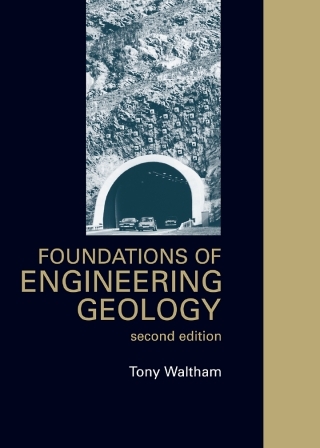 FOUNDATIONS OF
ENGINEERING
GEOLOGY
second edition
Tony Waltham